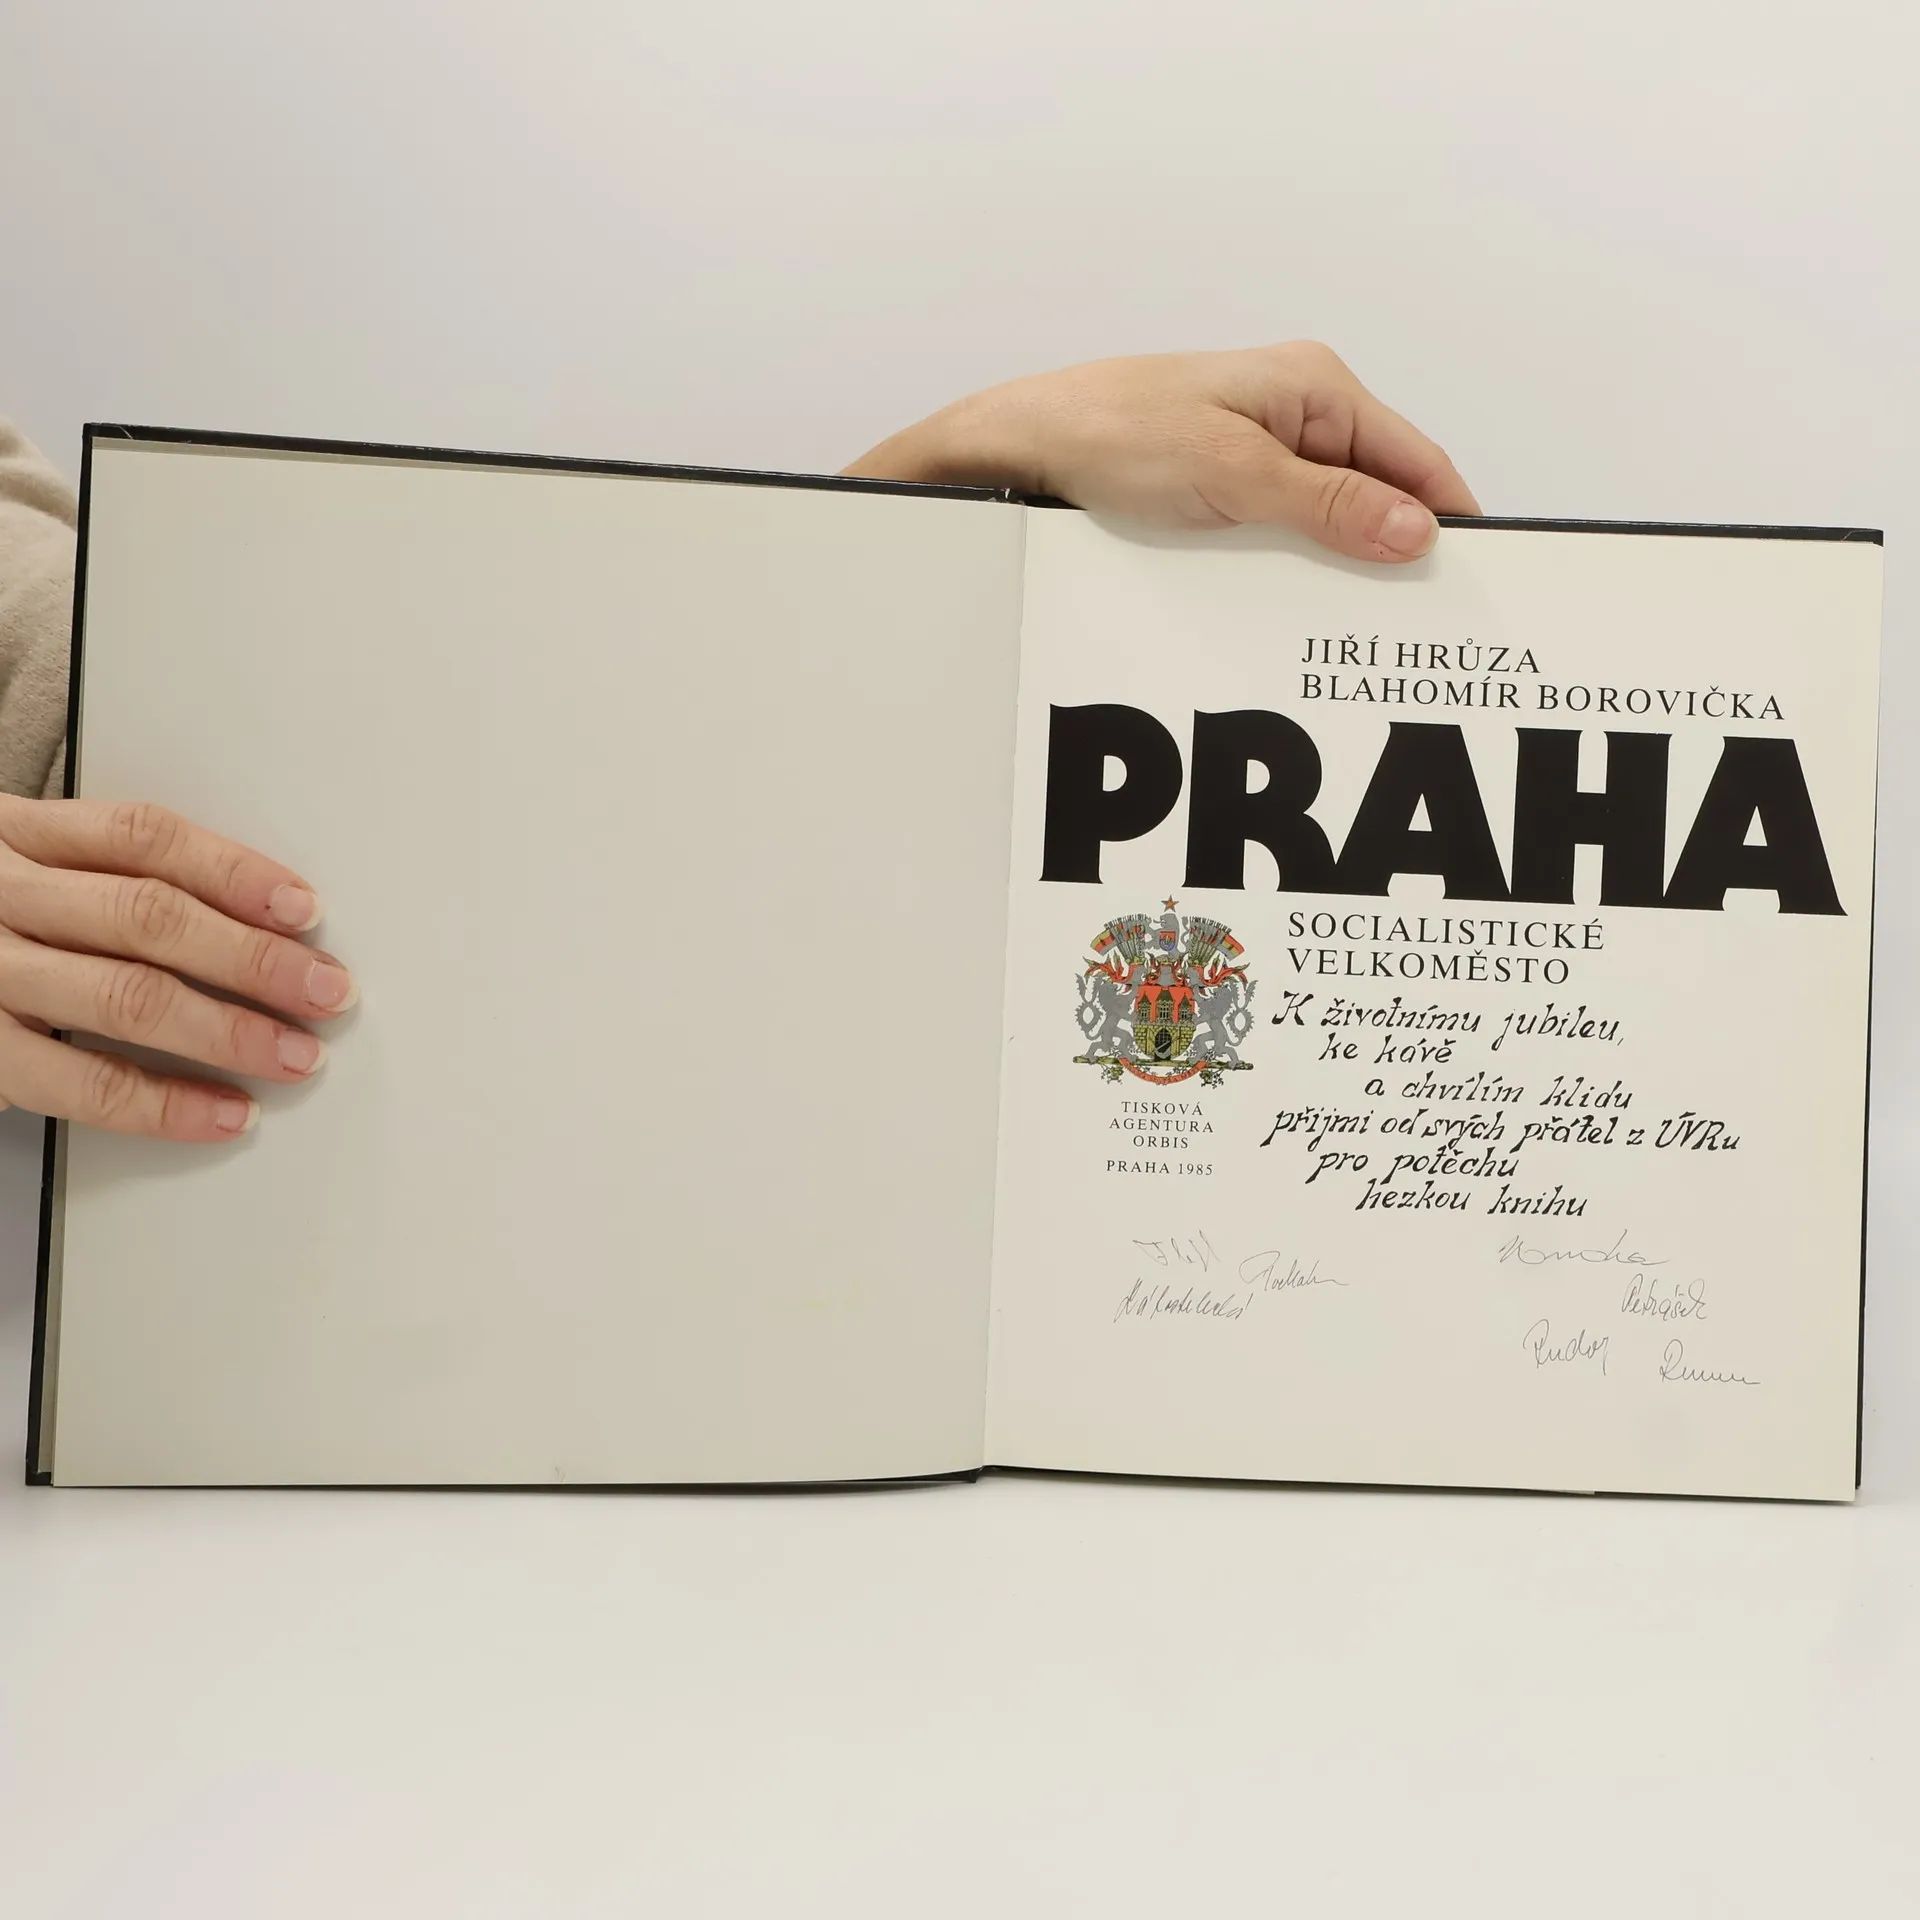 JIŘÍ HRŮZA
BLAHOMÍR BOROVIČKA
PRAHA
SOCIALISTICKÉ
VELKOMĚSTO
K životnímu jubileu,
ke kávě
a chvílím klidu
přijmi od svých přátel z ÚVRu
pro potěchu
hezkou knihu
TISKOVÁ
AGENTURA
ORBIS
PRAHA 1985
Petrášek